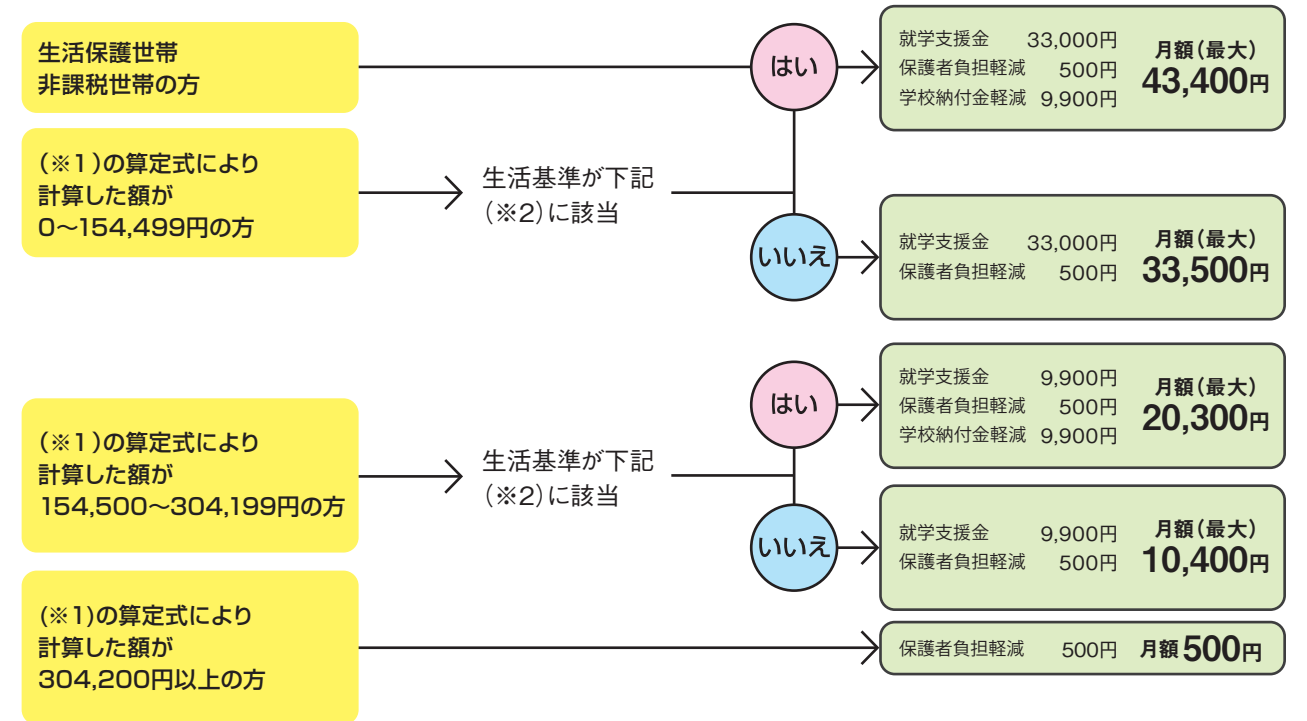 生活保護世帯
非課税世帯の方
はい
就学支援金 33,000円
保護者負担軽減 500円
学校納付金軽減 9,900円
月額(最大)
43,400円
(※1)の算定式により
計算した額が
0〜154,499円の方
生活基準が下記
(※2)に該当
いいえ
就学支援金 33,000円
保護者負担軽減 500円
月額(最大)
33,500円
(※1)の算定式により
計算した額が
154,500〜304,199円の方
生活基準が下記
(※2)に該当
はい
就学支援金 9,900円
保護者負担軽減 500円
学校納付金軽減 9,900円
月額(最大)
20,300円
いいえ
就学支援金 9,900円
保護者負担軽減 500円
月額(最大)
10,400円
(※1)の算定式により
計算した額が
304,200円以上の方
保護者負担軽減 500円 月額500円